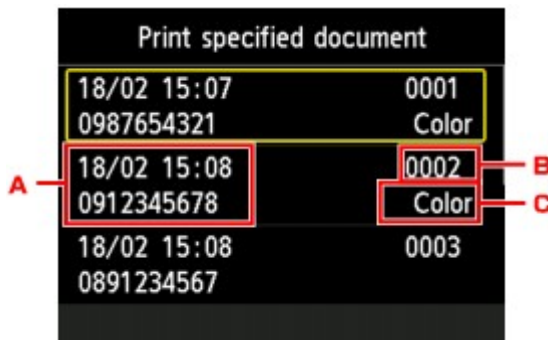 Print specified document
18/02 15:07 0001
0987654321 Color
A 18/02 15:08 0002 B
0912345678 Color C
18/02 15:08 0003
0891234567